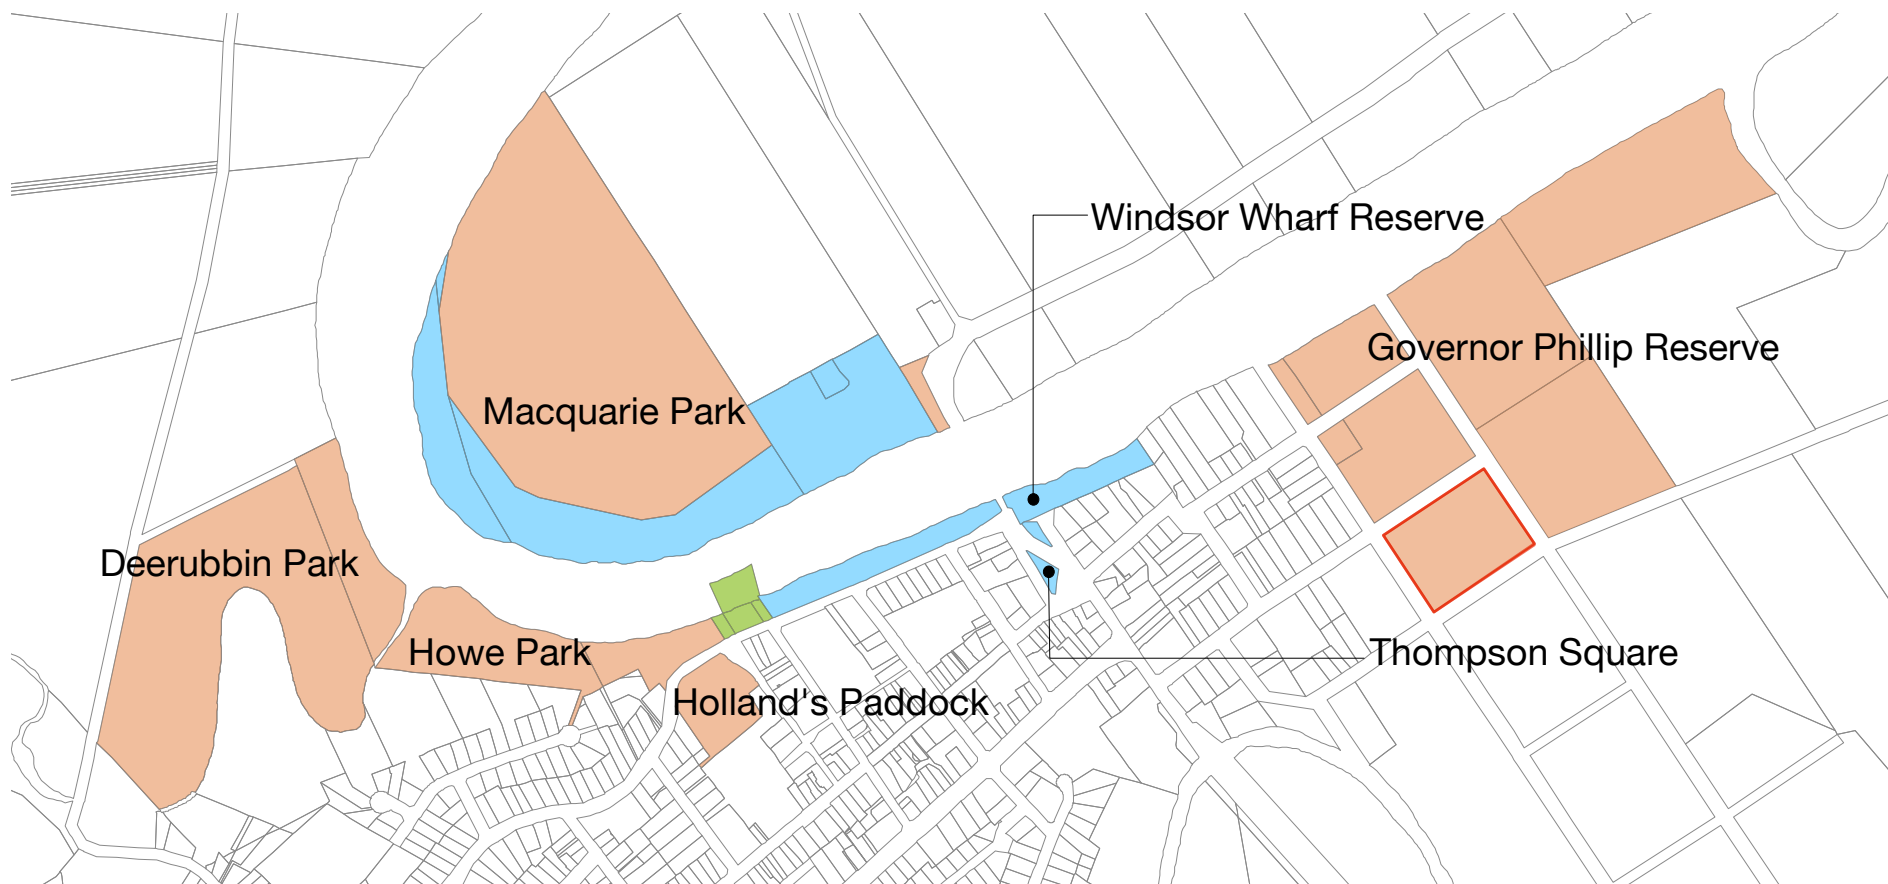 Windsor Wharf Reserve
Governor Phillip Reserve
Macquarie Park
Deerubbin Park
Howe Park
Thompson Square
Holland's Paddock